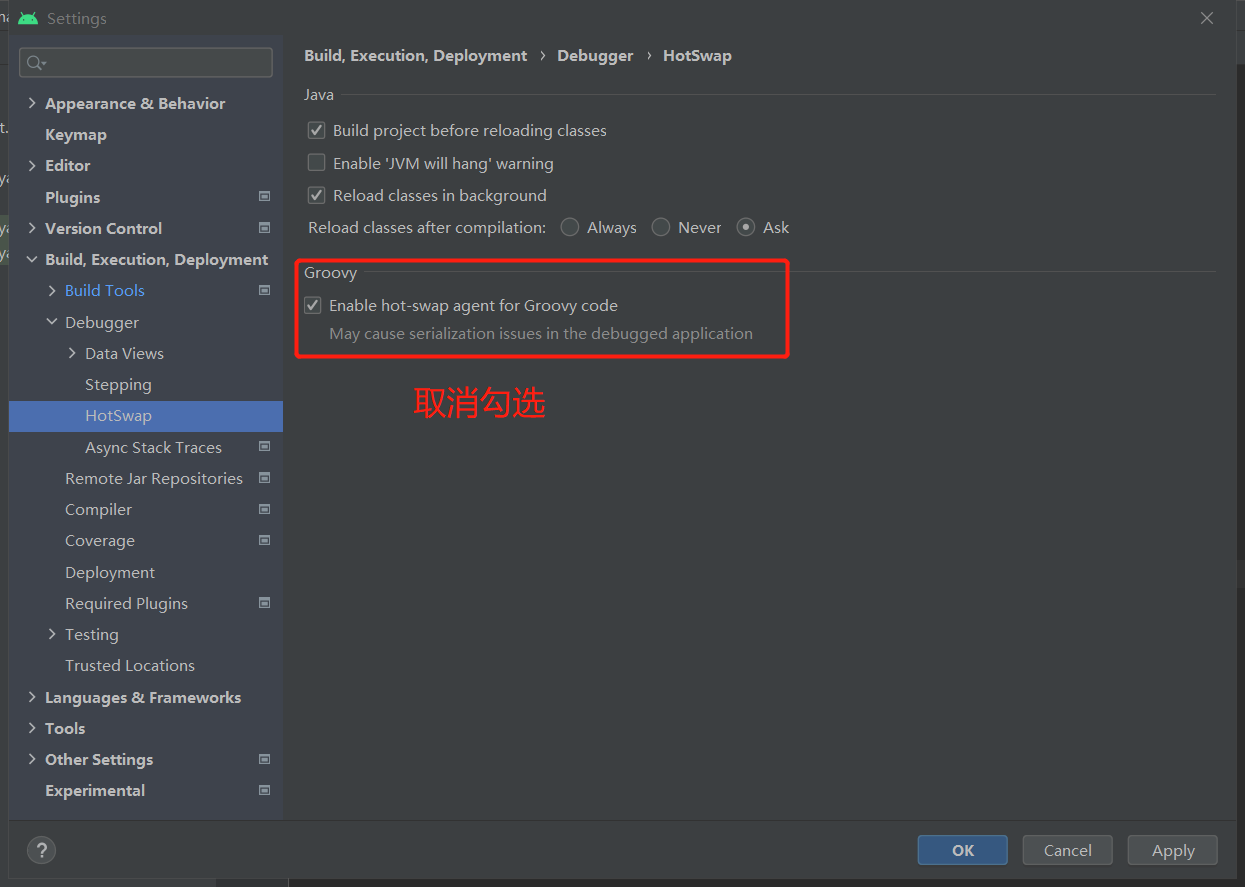 Settings
Appearance & Behavior
Keymap
Editor
Plugins
Version Control
Build, Execution, Deployment
Build Tools
Debugger
Data Views
Stepping
HotSwap
Async Stack Traces
Remote Jar Repositories
Compiler
Coverage
Deployment
Required Plugins
Testing
Trusted Locations
Languages & Frameworks
Tools
Other Settings
Experimental
Build, Execution, Deployment › Debugger › HotSwap
Java
Build project before reloading classes
Enable 'JVM will hang' warning
Reload classes in background
Reload classes after compilation: Always Never Ask
Groovy
Enable hot-swap agent for Groovy code
May cause serialization issues in the debugged application
取消勾选
?
OK Cancel Apply